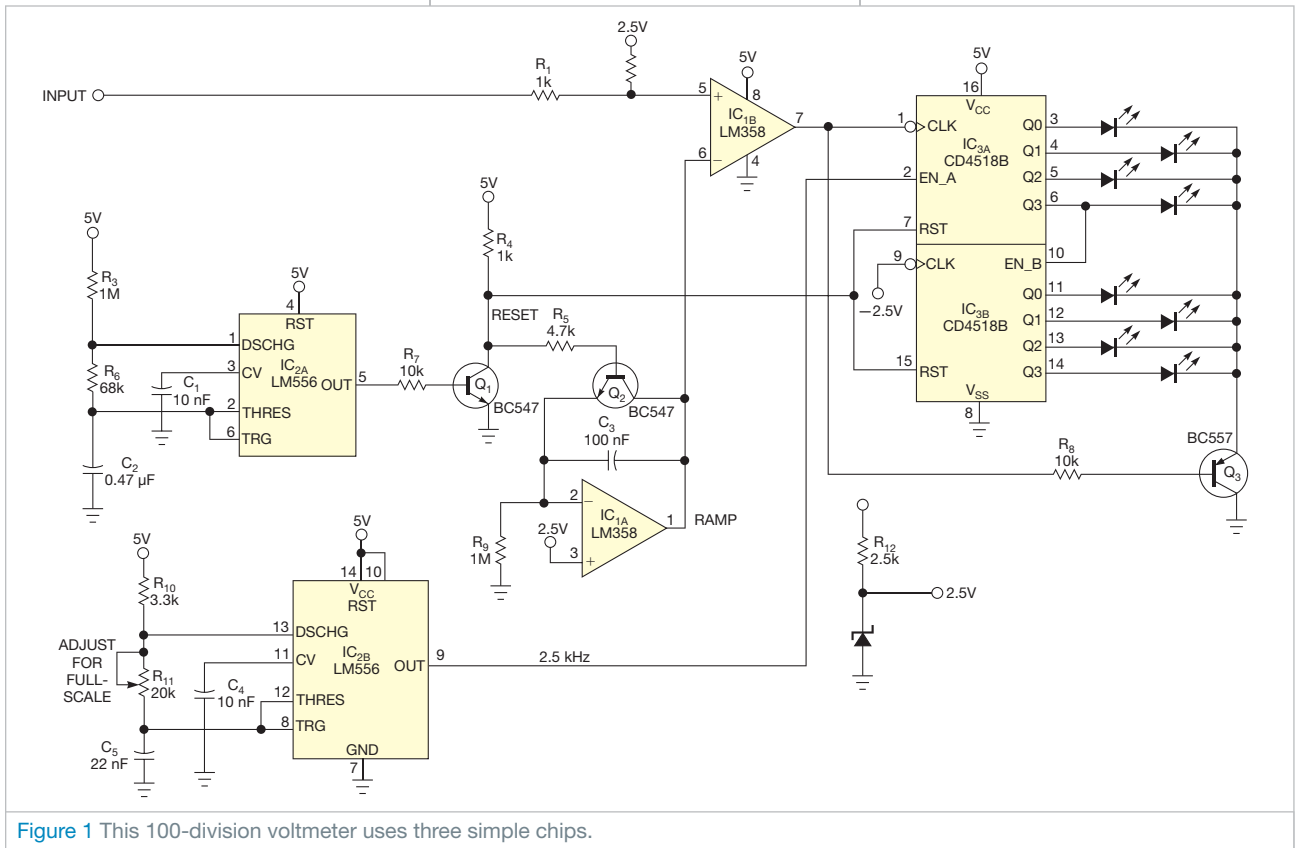 2.5V
R1
1k
INPUT
5V
5
+
8
IC1B
LM358
7
6
−
4
5V
16
VCC
1
CLK
IC3A
CD4518B
2
EN_A
7
RST
Q0
3
Q1
4
Q2
5
Q3
6
9
CLK
EN_B
10
−2.5V
IC3B
CD4518B
Q0
11
Q1
12
Q2
13
15
RST
Q3
14
VSS
8
5V
R4
1k
RESET
R5
4.7k
5V
R3
1M
5V
4
RST
1
DSCHG
3
CV
IC2A
LM556
OUT
5
2
THRES
6
TRG
R6
68k
C1
10 nF
C2
0.47 µF
R7
10k
Q1
BC547
Q2
BC547
C3
100 nF
2
−
IC1A
LM358
1
RAMP
2.5V
3
+
R9
1M
R8
10k
BC557
Q3
R12
2.5k
2.5V
5V
R10
3.3k
5V
14
10
VCC
RST
13
DSCHG
11
CV
IC2B
LM556
OUT
9
12
THRES
8
TRG
GND
7
2.5 kHz
ADJUST
FOR
FULL-
SCALE
R11
20k
C4
10 nF
C5
22 nF
Figure 1 This 100-division voltmeter uses three simple chips.